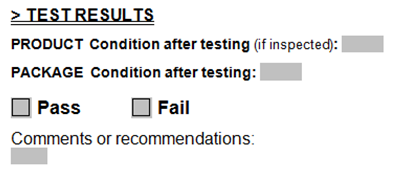 > TEST RESULTS
PRODUCT Condition after testing (if inspected):
PACKAGE Condition after testing:
Pass Fail
Comments or recommendations: